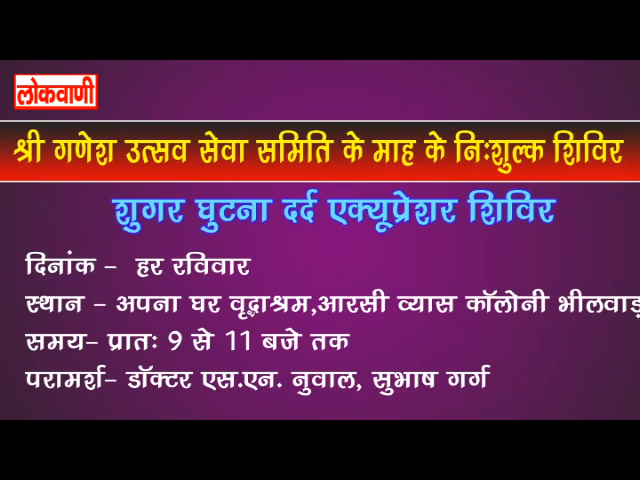 लोकवाणी
श्री गणेश उत्सव सेवा समिति के माह के निःशुल्क शिविर
शुगर घुटना दर्द एक्यूप्रेशर शिविर
दिनांक – हर रविवार
स्थान – अपना घर वृद्धाश्रम,आरसी व्यास कॉलोनी भीलवाड़
समय– प्रातः 9 से 11 बजे तक
परामर्श– डॉक्टर एस.एन. नुवाल, सुभाष गर्ग